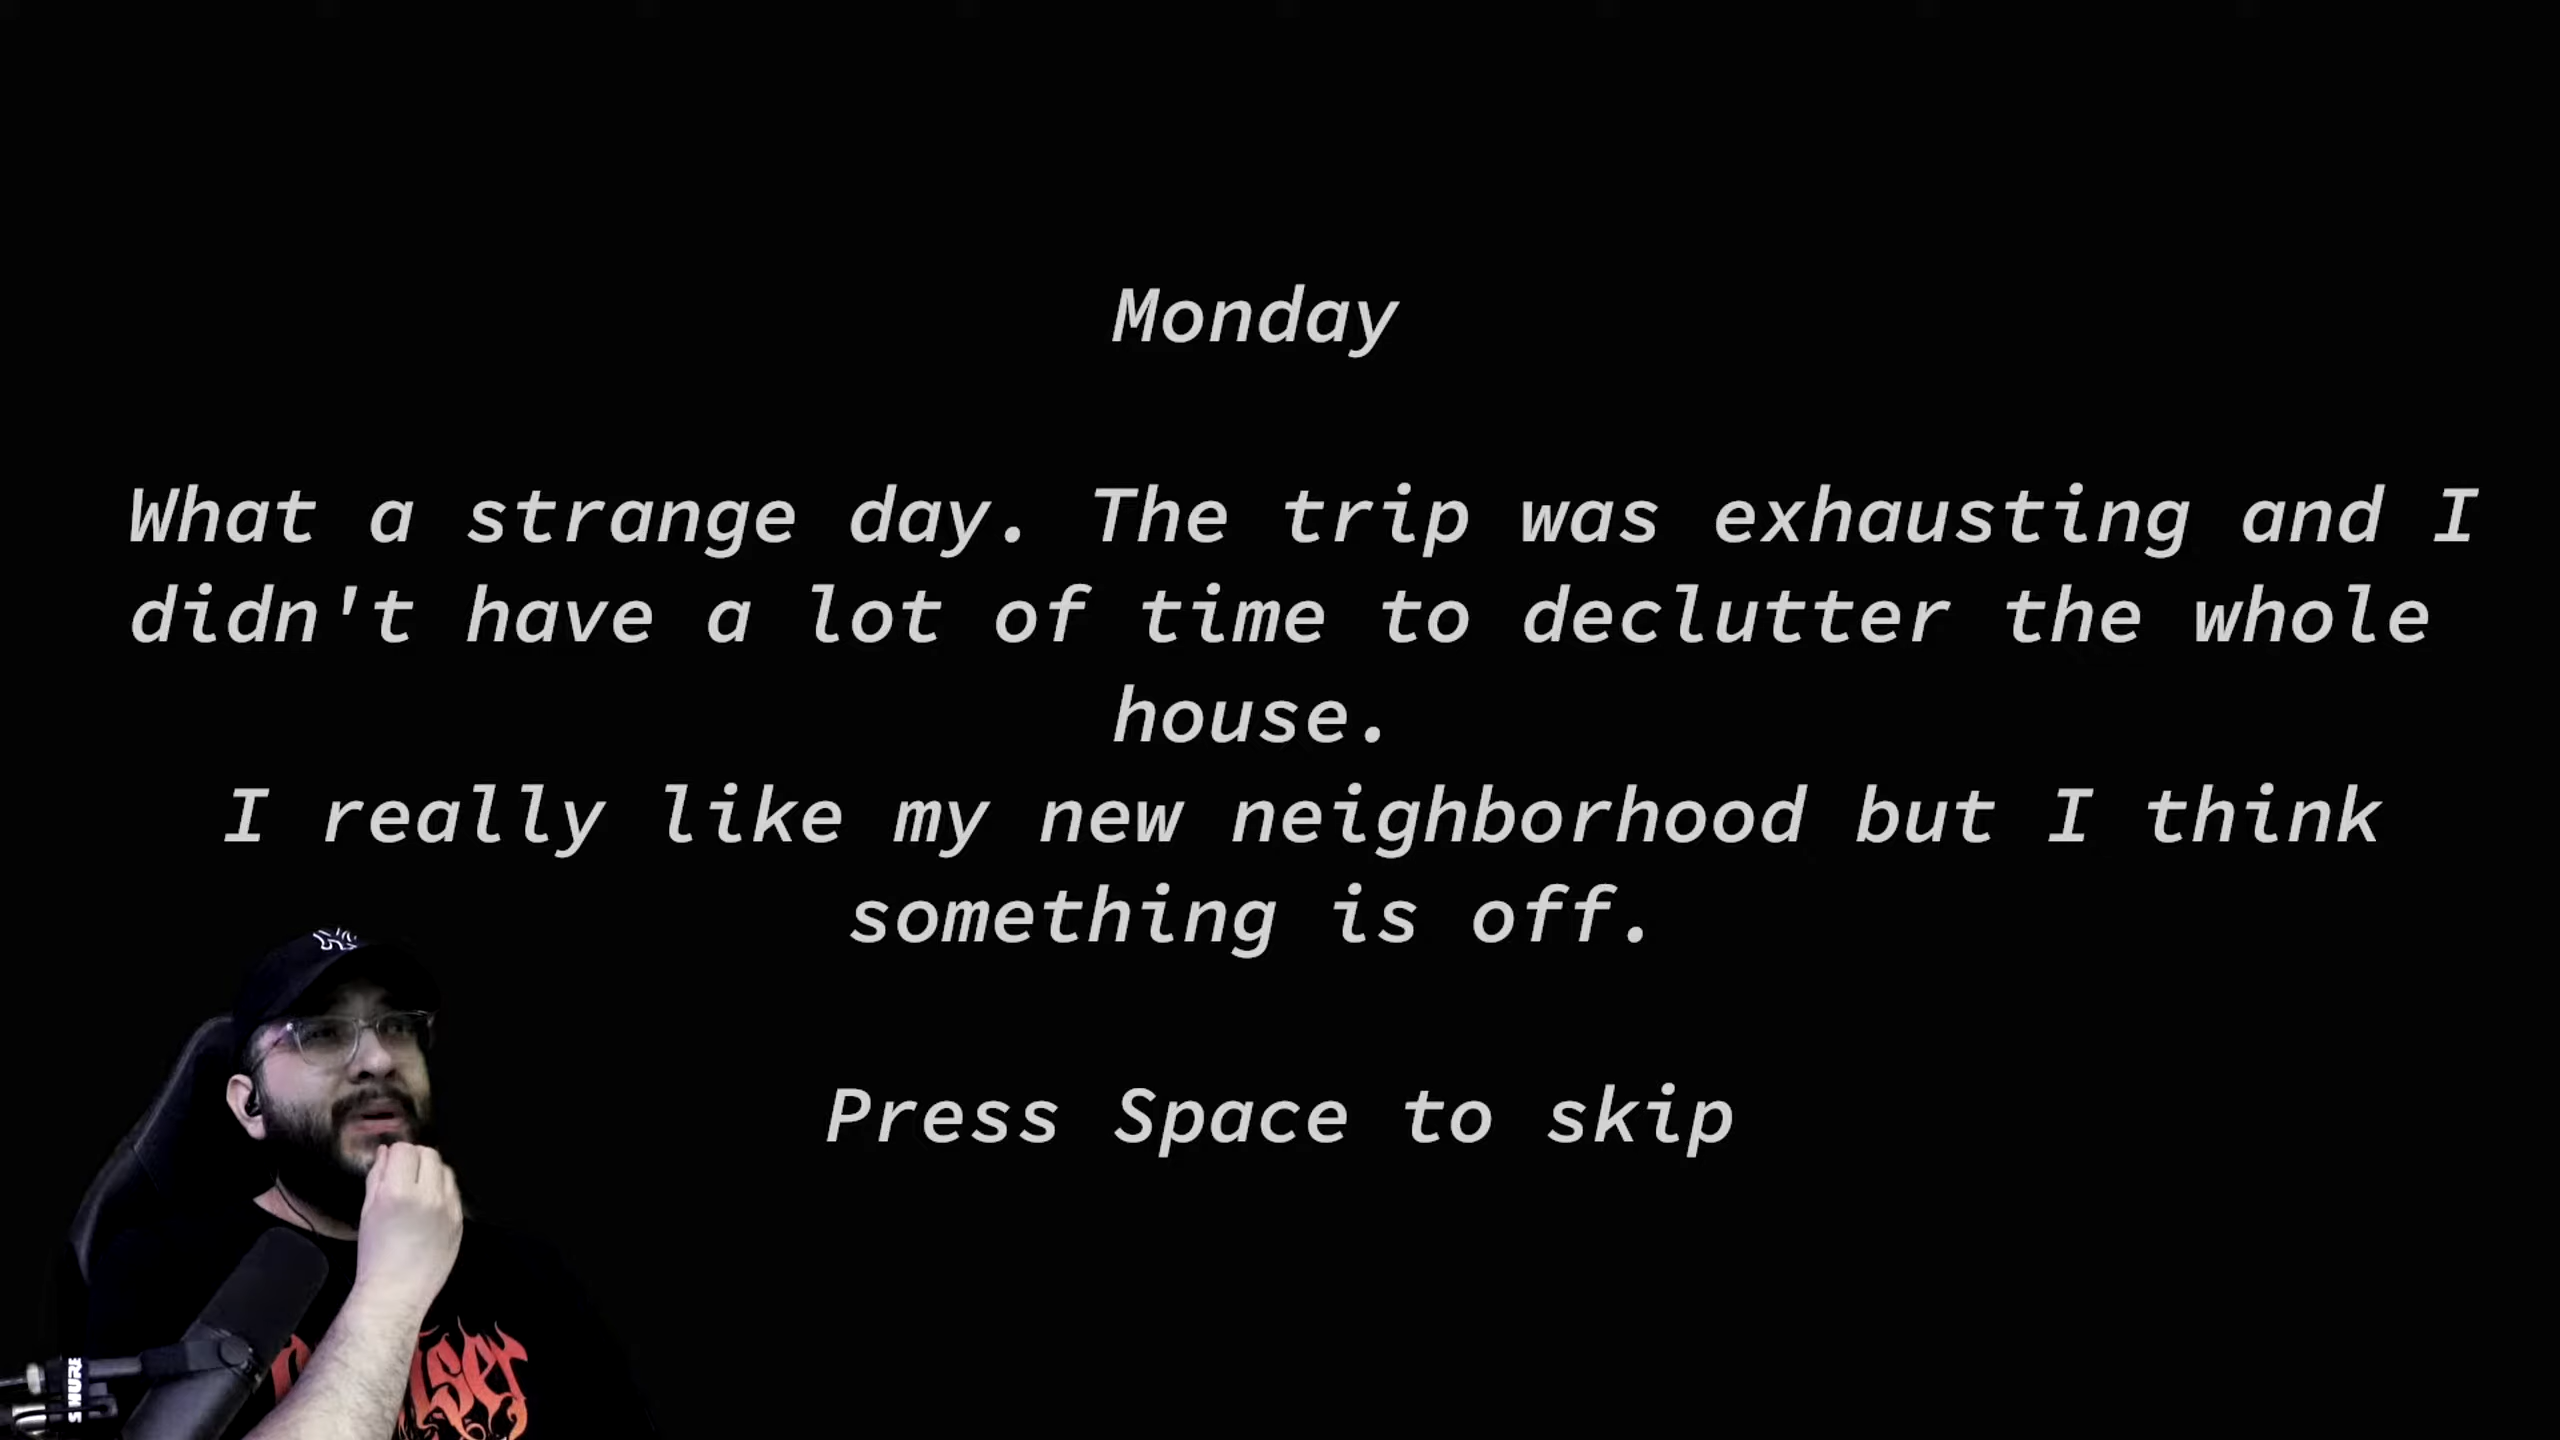 Monday
What a strange day. The trip was exhausting and I
didn't have a lot of time to declutter the whole
house.
I really like my new neighborhood but I think
something is off.
Press Space to skip
SHURE